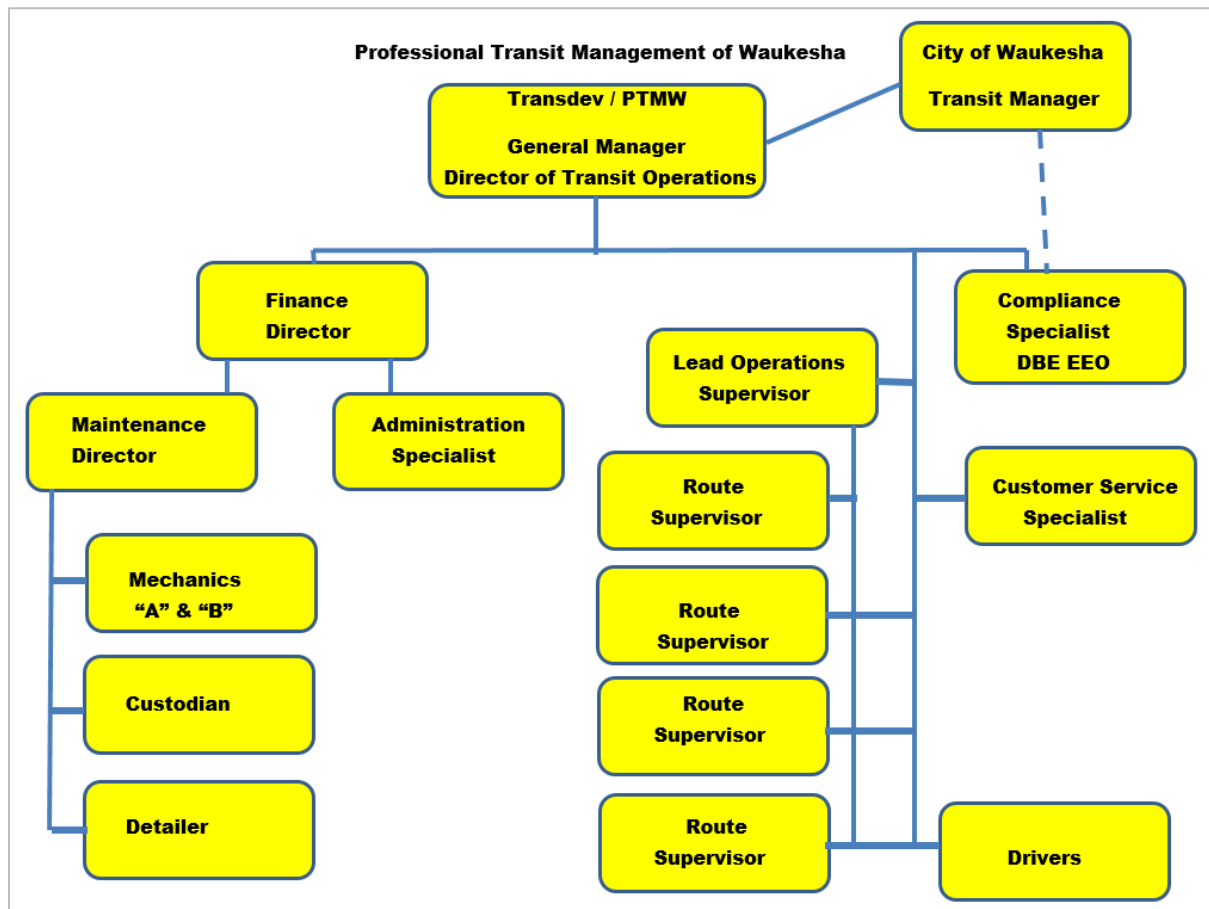 Professional Transit Management of Waukesha
City of Waukesha
Transit Manager
Transdev / PTMW
General Manager
Director of Transit Operations
Finance
Director
Compliance
Specialist
DBE EEO
Lead Operations
Supervisor
Maintenance
Director
Administration
Specialist
Route
Supervisor
Customer Service
Specialist
Mechanics
“A” & “B”
Route
Supervisor
Custodian
Route
Supervisor
Detailer
Route
Supervisor
Drivers